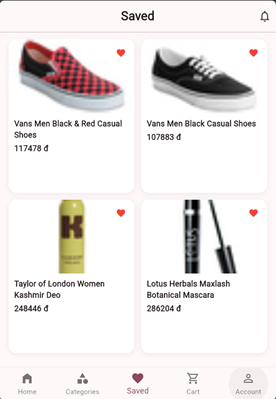 Saved
Vans Men Black & Red Casual
Shoes
117478 đ
Vans Men Black Casual Shoes
107883 đ
K
LOTUS
Taylor of London Women
Kashmir Deo
248446 đ
Lotus Herbals Maxlash
Botanical Mascara
286204 đ
Home
Categories
Saved
Cart
Account